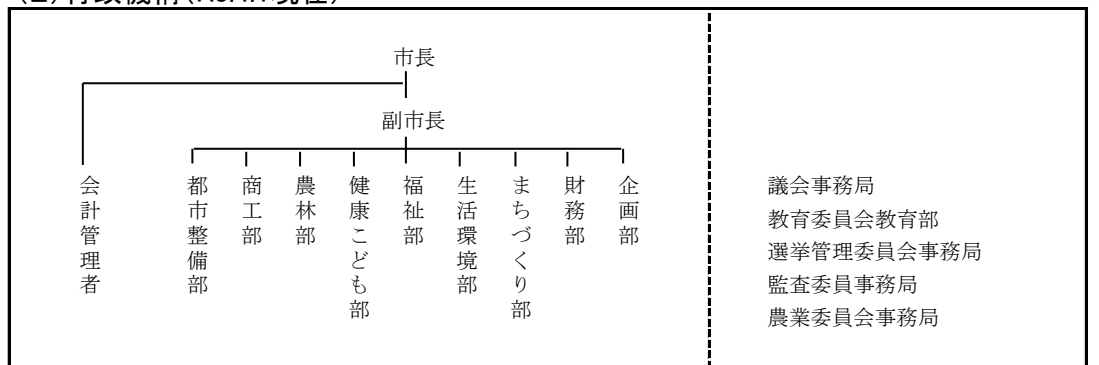 市長
副市長
会計管理者
都市整備部
商工部
農林部
健康こども部
福祉部
生活環境部
まちづくり部
財務部
企画部
議会事務局
教育委員会教育部
選挙管理委員会事務局
監査委員事務局
農業委員会事務局